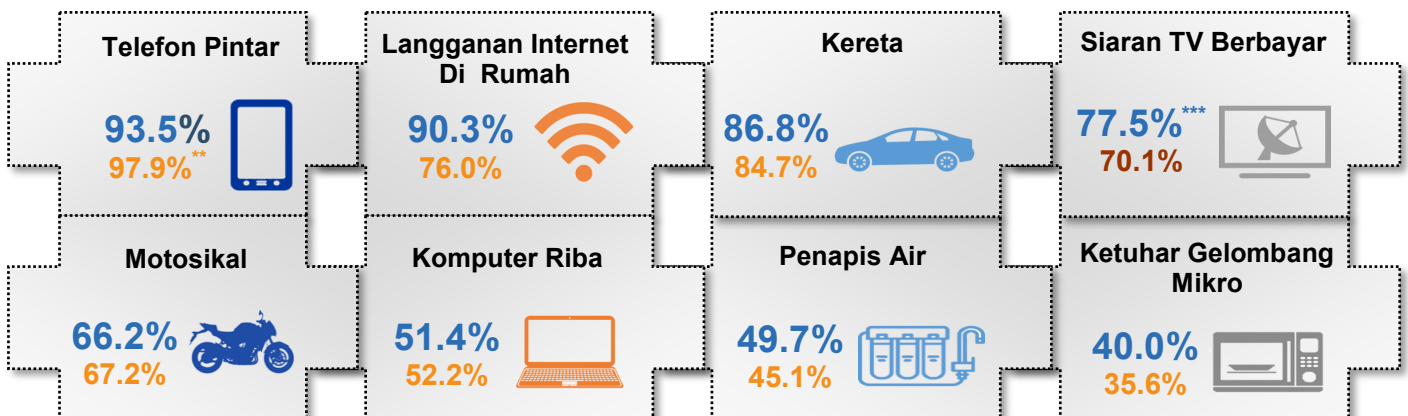 Telefon Pintar
93.5%
97.9%**
Langganan Internet
Di Rumah
90.3%
76.0%
Kereta
86.8%
84.7%
Siaran TV Berbayar
77.5%***
70.1%
Motosikal
66.2%
67.2%
Komputer Riba
51.4%
52.2%
Penapis Air
49.7%
45.1%
Ketuhar Gelombang
Mikro
40.0%
35.6%